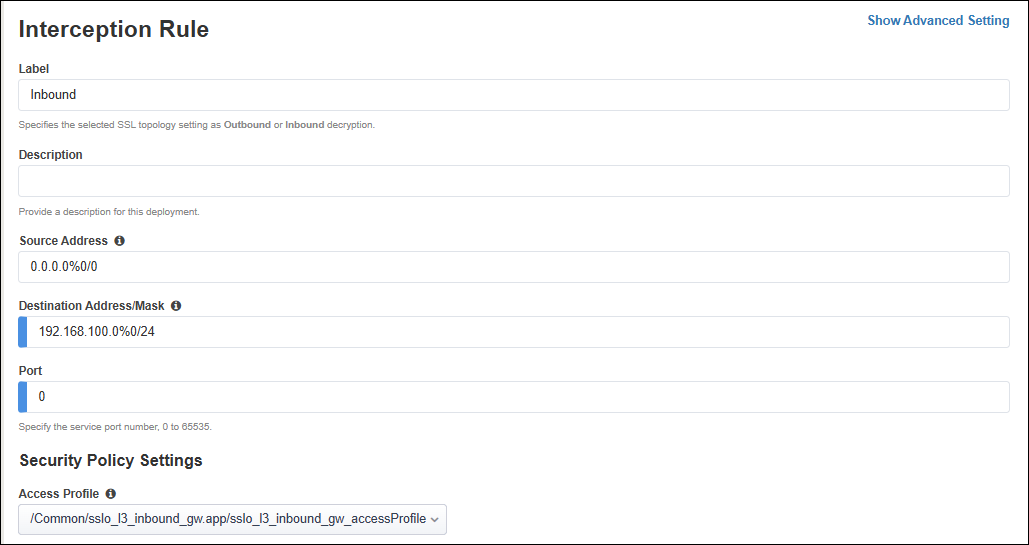 Interception Rule
Show Advanced Setting
Label
Inbound
Specifies the selected SSL topology setting as Outbound or Inbound decryption.
Description
Provide a description for this deployment.
Source Address
0.0.0.0%0/0
Destination Address/Mask
192.168.100.0%0/24
Port
0
Specify the service port number, 0 to 65535.
Security Policy Settings
Access Profile
/Common/sslo_l3_inbound_gw.app/sslo_l3_inbound_gw_accessProfile